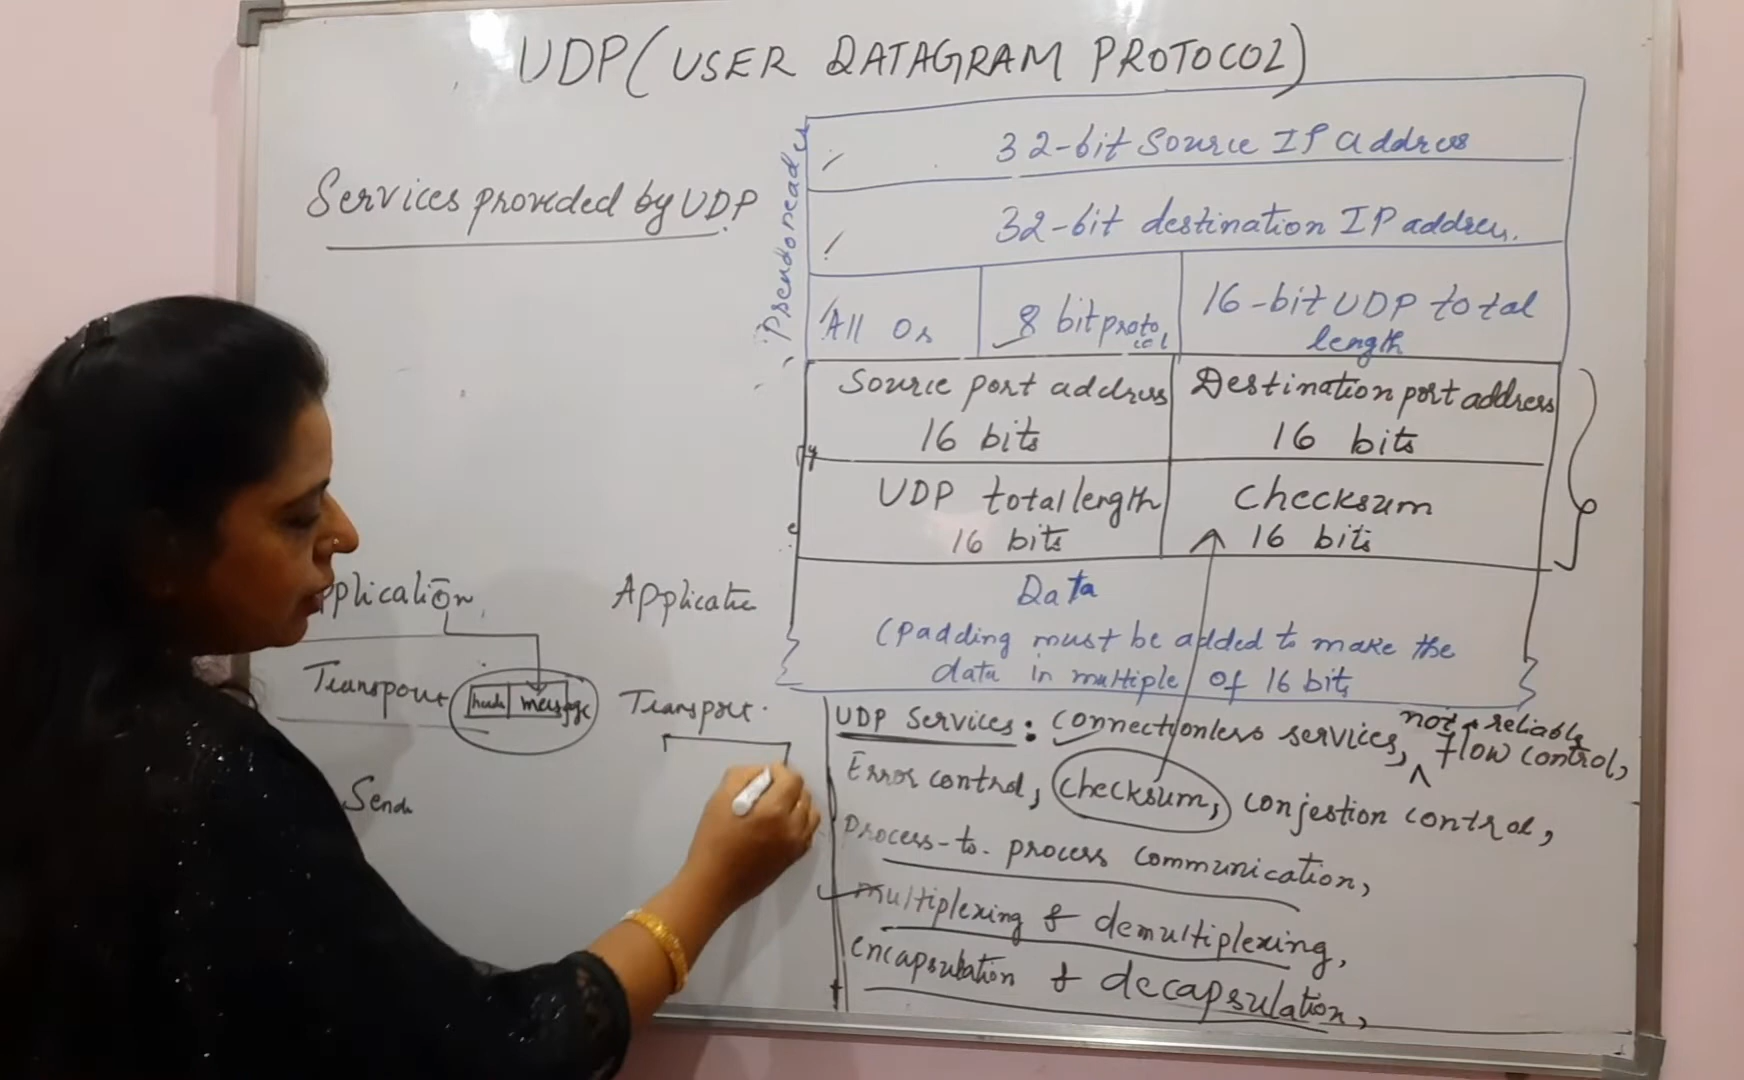 UDP (USER DATAGRAM PROTOCOL)
Services provided by UDP
Pseudoheader
32-bit Source IP address
32-bit destination IP address.
All 0s
8 bit protocol
16-bit UDP total
length
Source port address
16 bits
Destination port address
16 bits
UDP total length
16 bits
Checksum
16 bits
Data
(Padding must be added to make the
data in multiple of 16 bits
pplication
Transport
message
Applicatio
Transport
UDP Services: Connectionless services, not reliable
flow control,
Error control, Checksum, conjestion control,
Process-to-process communication,
multiplexing & demultiplexing,
encapsulation & decapsulation,